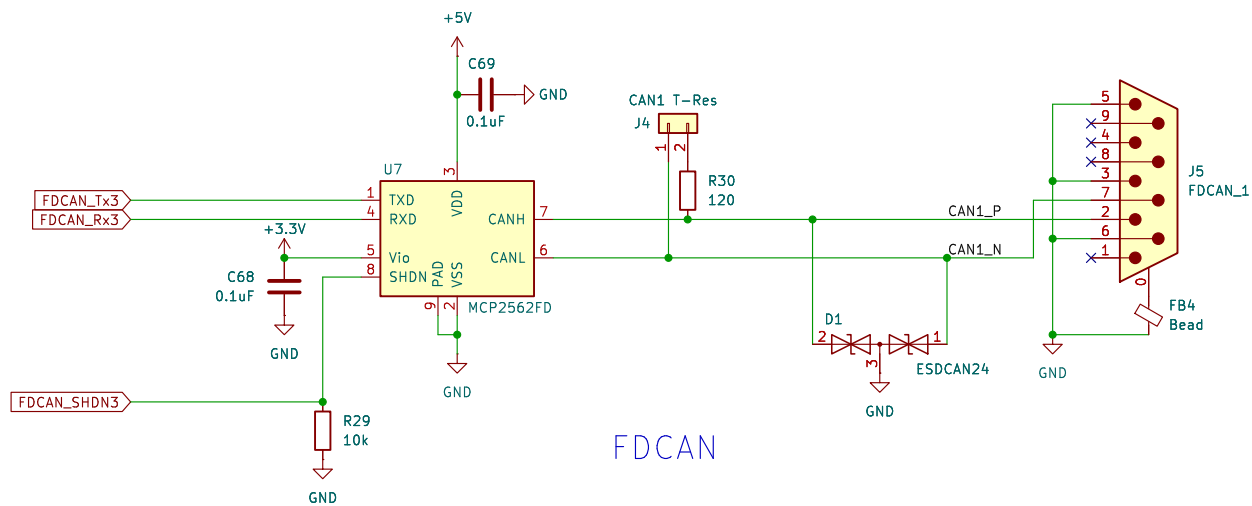 +5V
C69
GND
0.1uF
CAN1 T-Res
J4
1
2
5
9
4
8
3
7
2
6
1
0
J5
FDCAN_1
U7
3
R30
120
FDCAN_Tx3
1
TXD
VDD
FDCAN_Rx3
4
RXD
CANH
7
CAN1_P
+3.3V
5
Vio
CANL
6
CAN1_N
8
SHDN
PAD
VSS
C68
0.1uF
9
2
MCP2562FD
GND
GND
D1
2
1
3
ESDCAN24
GND
FB4
Bead
GND
FDCAN_SHDN3
R29
10k
GND
FDCAN